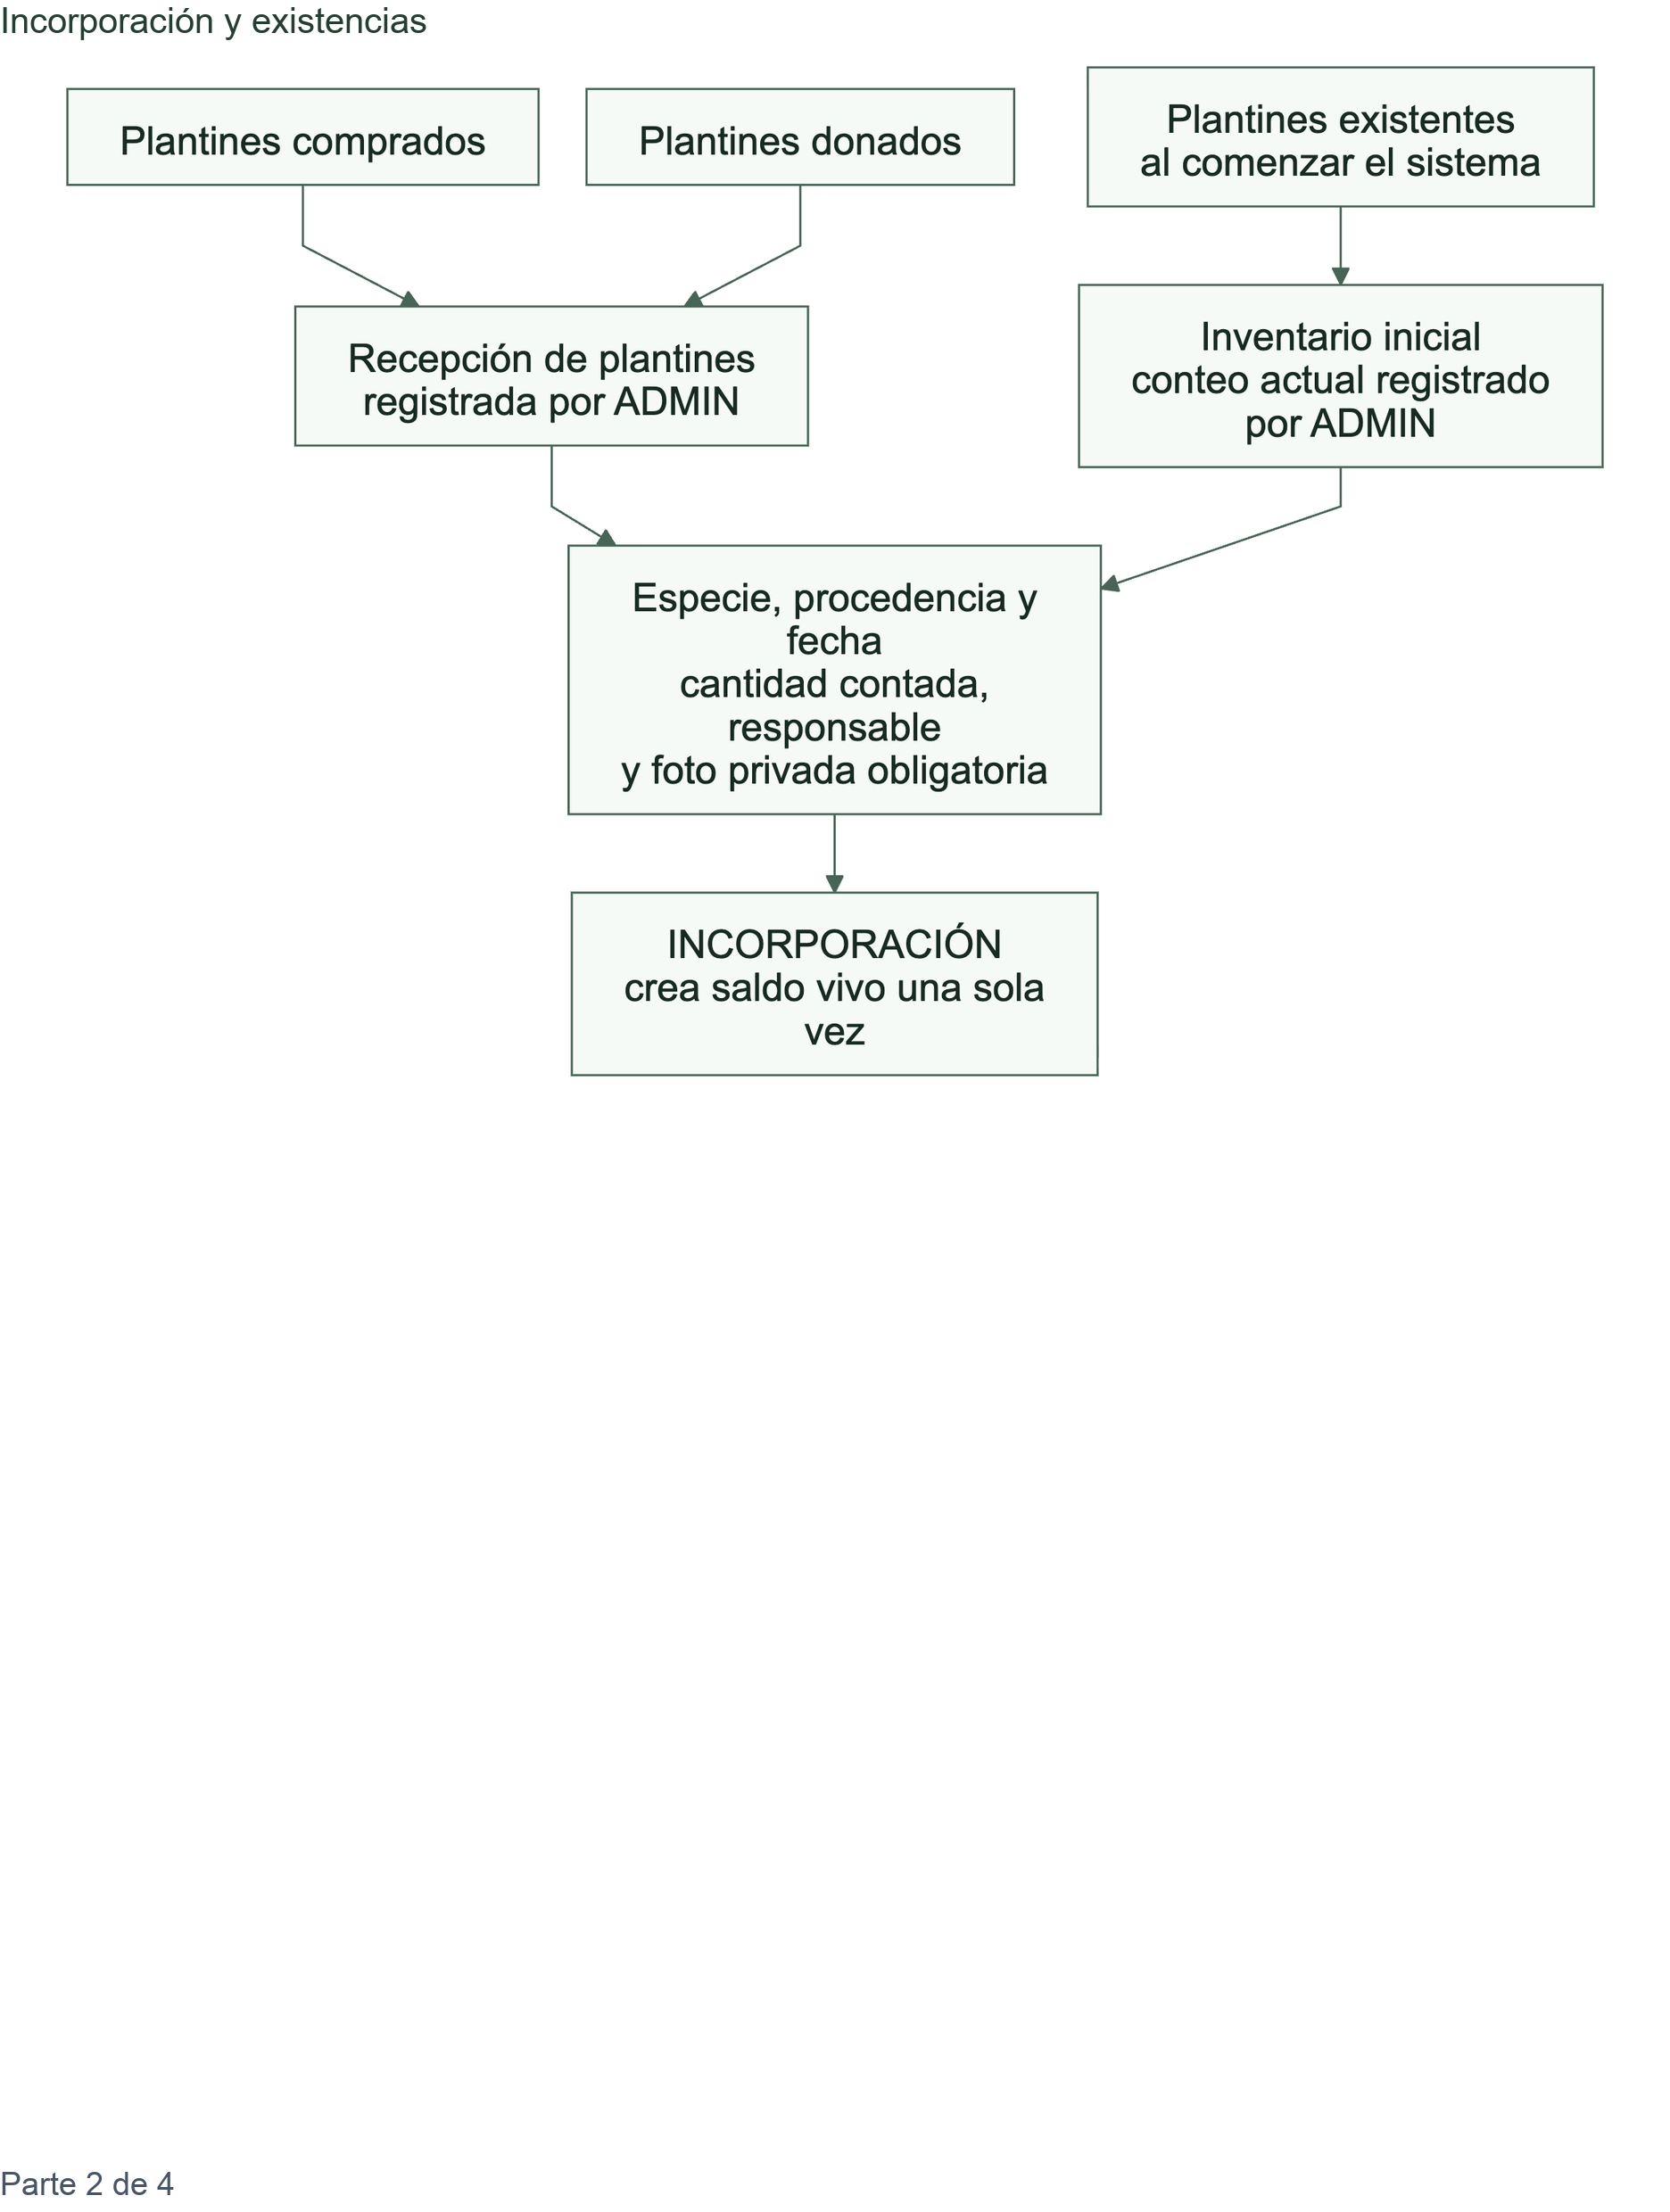 Incorporación y existencias
Plantines comprados
Plantines donados
Plantines existentes
al comenzar el sistema
Recepción de plantines
registrada por ADMIN
Inventario inicial
conteo actual registrado
por ADMIN
Especie, procedencia y
fecha
cantidad contada,
responsable
y foto privada obligatoria
INCORPORACIÓN
crea saldo vivo una sola
vez
Parte 2 de 4